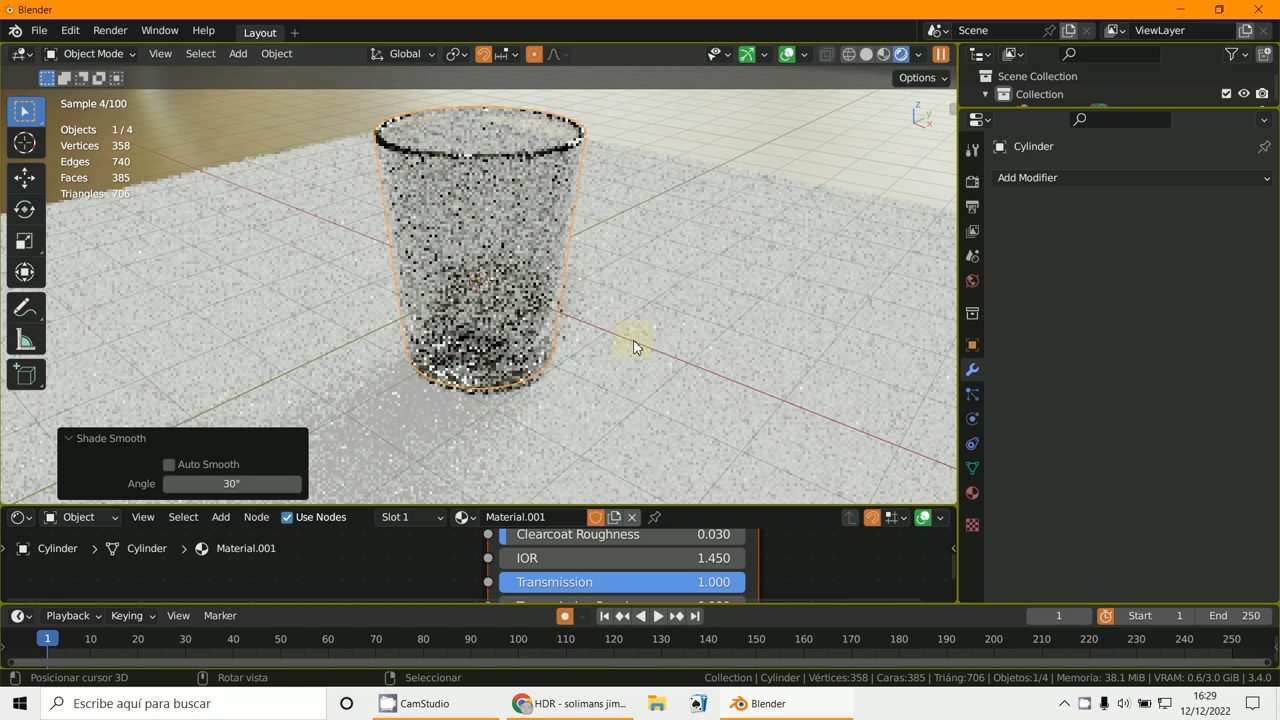 Blender
File Edit Render Window Help Layout Scene ViewLayer
Object Mode View Select Add Object Global
Options
Scene Collection
Collection
Sample 4/100
Objects 1 / 4
Vertices 358
Edges 740
Faces 385
Triangles 706
z
y
x
Cylinder
Add Modifier
Shade Smooth
Auto Smooth
Angle 30°
Object View Select Add Node Use Nodes Slot 1 Material.001
Cylinder Cylinder Material.001
Clearcoat Roughness 0.030
IOR 1.450
Transmission 1.000
Playback Keying View Marker 1 Start 1 End 250
1 10 20 30 40 50 60 70 80 90 100 110 120 130 140 150 160 170 180 190 200 210 220 230 240 250
Posicionar cursor 3D Rotar vista Seleccionar Collection | Cylinder | Vértices:358 | Caras:385 | Triáng:706 | Objetos:1/4 | Memoria: 38.1 MiB | VRAM: 0.6/3.0 GiB | 3.4.0
Escribe aquí para buscar CamStudio HDR - solimans jim... Blender 16:29
12/12/2022